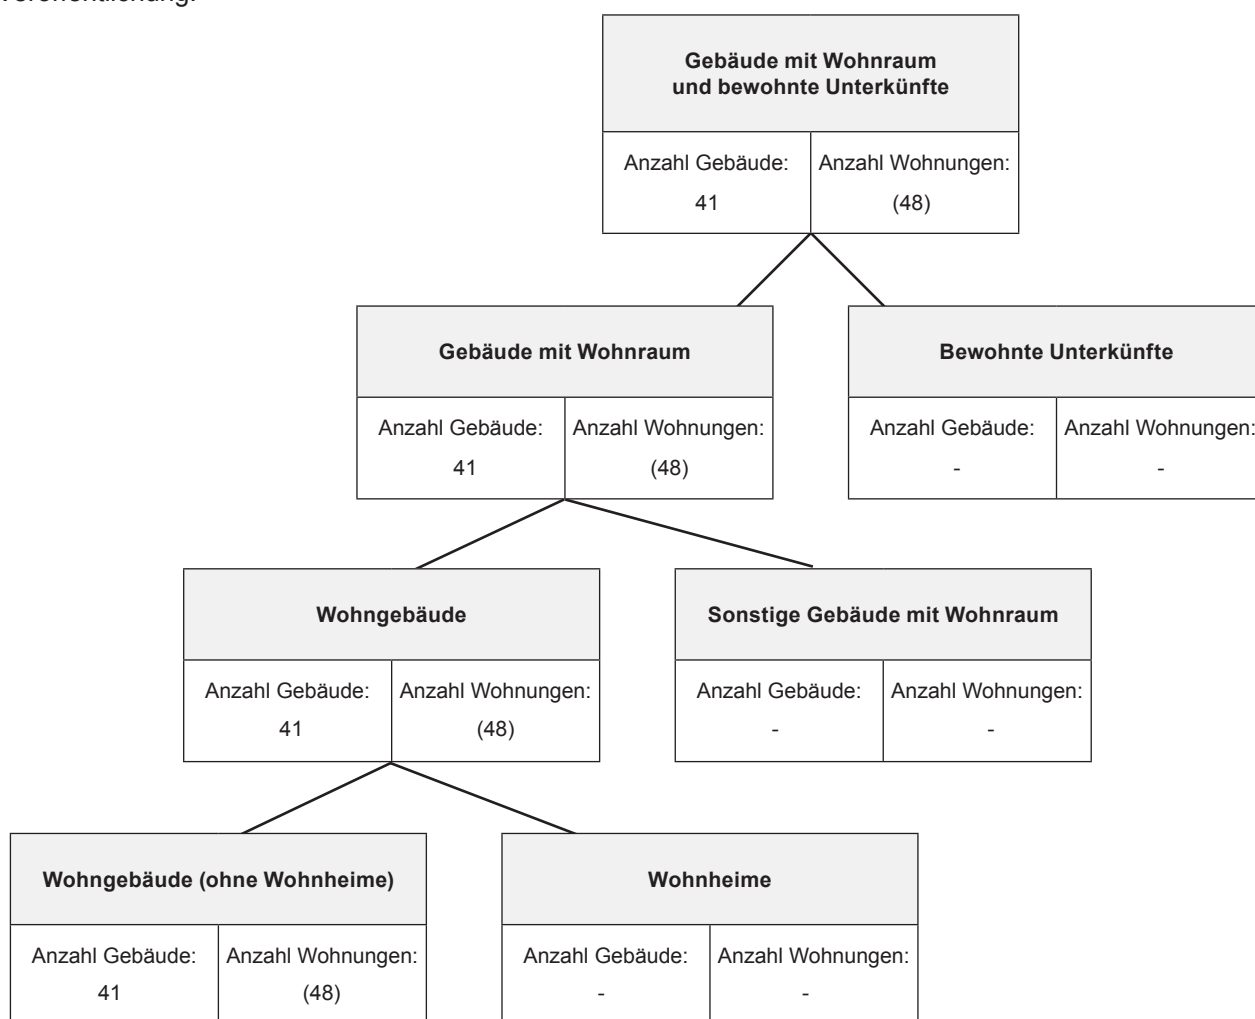 Veröffentlichung.
Gebäude mit Wohnraum
und bewohnte Unterkünfte
Anzahl Gebäude: Anzahl Wohnungen:
41 (48)
Gebäude mit Wohnraum Bewohnte Unterkünfte
Anzahl Gebäude: Anzahl Wohnungen: Anzahl Gebäude: Anzahl Wohnungen:
41 (48) - -
Wohngebäude Sonstige Gebäude mit Wohnraum
Anzahl Gebäude: Anzahl Wohnungen: Anzahl Gebäude: Anzahl Wohnungen:
41 (48) - -
Wohngebäude (ohne Wohnheime) Wohnheime
Anzahl Gebäude: Anzahl Wohnungen: Anzahl Gebäude: Anzahl Wohnungen:
41 (48) - -